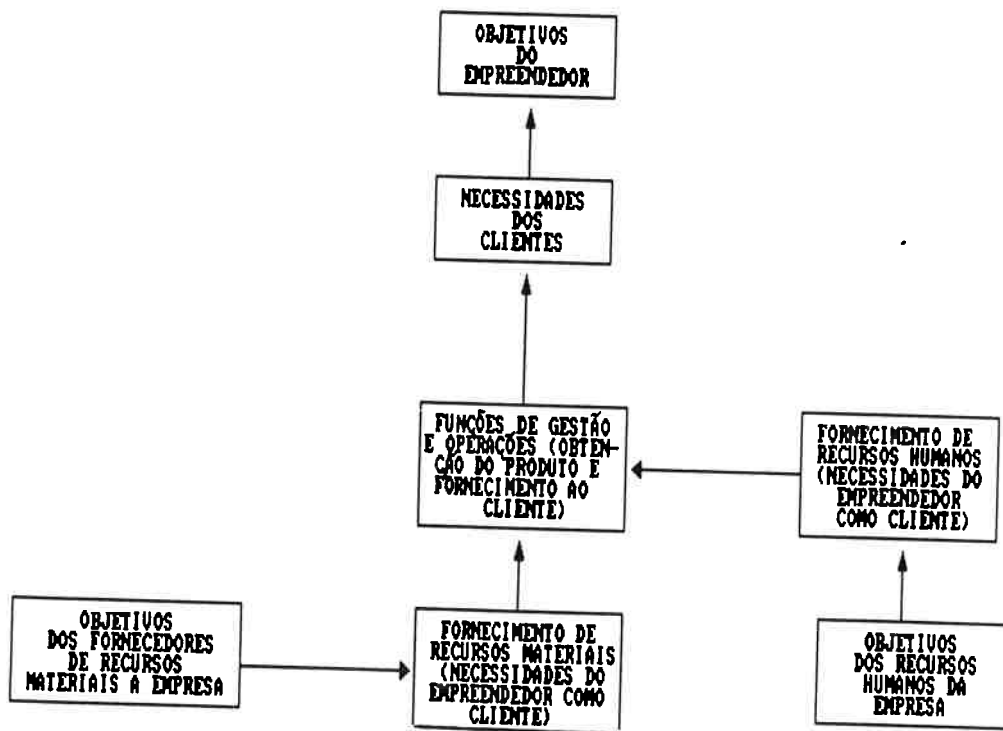 OBJETIVOS
DO
EMPREENDEDOR
NECESSIDADES
DOS
CLIENTES
FUNÇÕES DE GESTÃO
E OPERAÇÕES (OBTEN-
ÇÃO DO PRODUTO E
FORNECIMENTO AO
CLIENTE)
FORNECIMENTO DE
RECURSOS HUMANOS
(NECESSIDADES DO
EMPREENDEDOR
COMO CLIENTE)
OBJETIVOS
DOS FORNECEDORES
DE RECURSOS
MATERIAIS A EMPRESA
FORNECIMENTO DE
RECURSOS MATERIAIS
(NECESSIDADES DO
EMPREENDEDOR COMO
CLIENTE)
OBJETIVOS
DOS RECURSOS
HUMANOS DA
EMPRESA